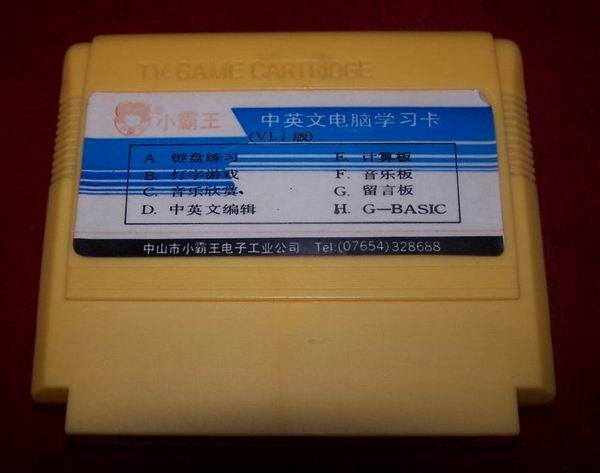 TV GAME CARTRIDGE
小霸王 中英文电脑学习卡
(V1.1版)
A. 键盘练习 E. 计算板
B. 打字游戏 F. 音乐板
C. 音乐欣赏 G. 留言板
D. 中英文编辑 H. G—BASIC
中山市小霸王电子工业公司 Tel:(07654)328688